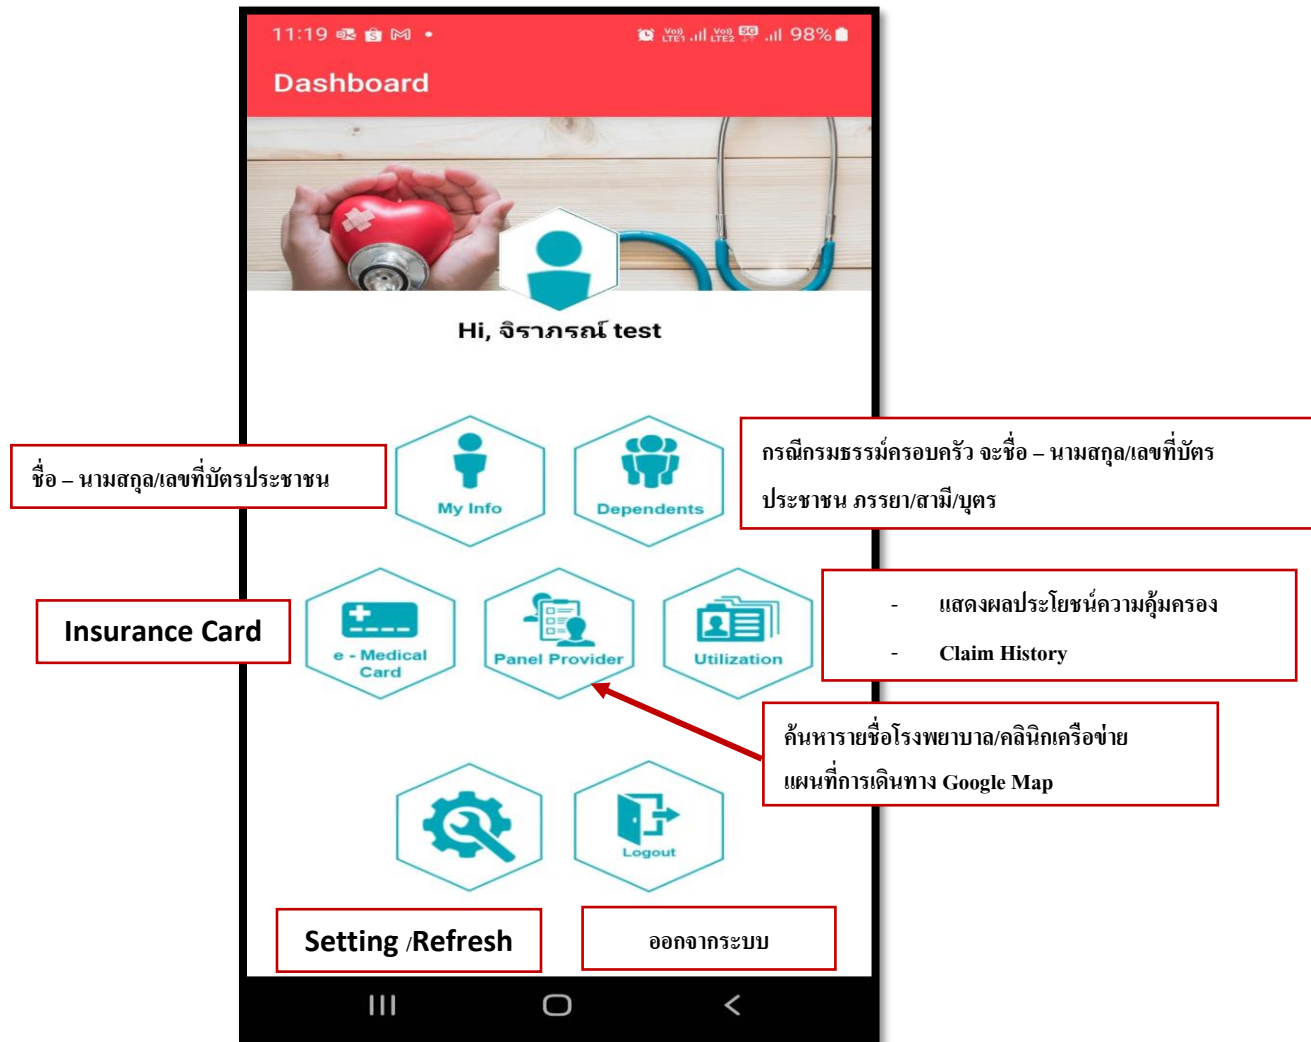 11:19
Vo)) LTE1 Vo)) LTE2 5G 98%
Dashboard
Hi, จิราภรณ์ test
ชื่อ – นามสกุล/เลขที่บัตรประชาชน
My Info
Dependents
กรณีกรมธรรม์ครอบครัว จะชื่อ – นามสกุล/เลขที่บัตร
ประชาชน ภรรยา/สามี/บุตร
Insurance Card
e - Medical
Card
Panel Provider
Utilization
- แสดงผลประโยชน์ความคุ้มครอง
- Claim History
ค้นหารายชื่อโรงพยาบาล/คลินิกเครือข่าย
แผนที่การเดินทาง Google Map
Logout
Setting /Refresh
ออกจากระบบ